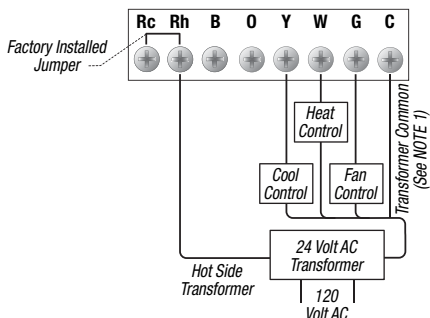 Rc Rh B O Y W G C
Factory Installed
Jumper
Heat
Control
Cool
Control
Fan
Control
Transformer Common
(See NOTE 1)
24 Volt AC
Transformer
Hot Side
Transformer
120
Volt AC